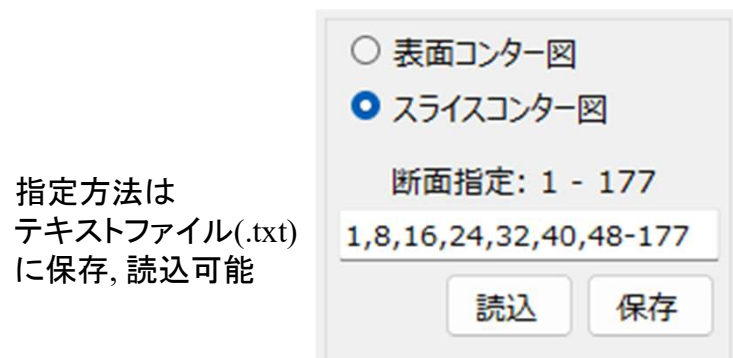 指定方法は
テキストファイル(.txt)
に保存, 読込可能
表面コンター図
スライスコンター図
断面指定: 1 - 177
1,8,16,24,32,40,48-177
読込 保存